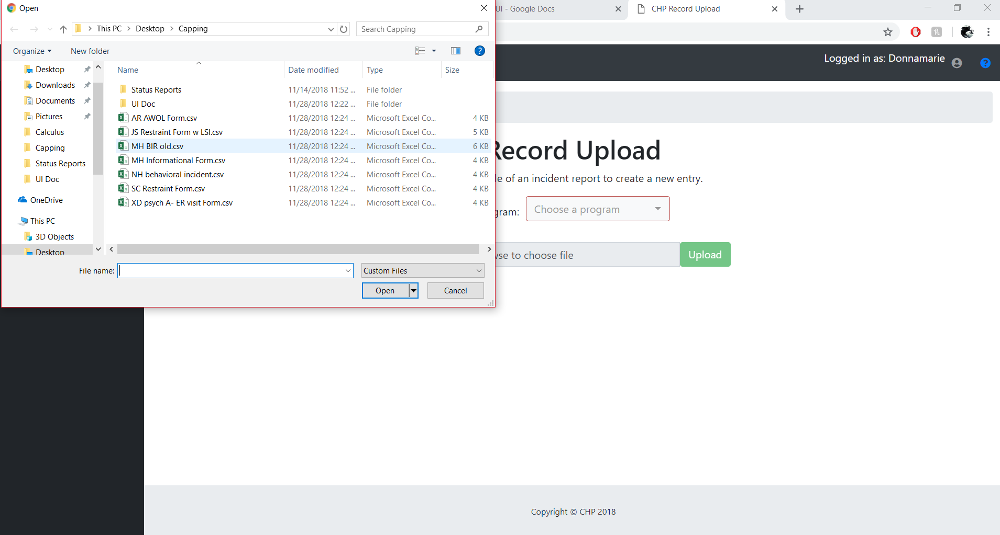 Open
UI - Google Docs
CHP Record Upload
This PC > Desktop > Capping
Search Capping
Organize
New folder
Logged in as: Donnamarie
Desktop
Downloads
Documents
Pictures
Calculus
Capping
Status Reports
UI Doc
OneDrive
This PC
3D Objects
Desktop
Name Date modified Type Size
Status Reports 11/14/2018 11:52 ... File folder
UI Doc 11/28/2018 12:22 ... File folder
AR AWOL Form.csv 11/28/2018 12:24 ... Microsoft Excel Co... 4 KB
JS Restraint Form w LSI.csv 11/28/2018 12:24 ... Microsoft Excel Co... 5 KB
MH BIR old.csv 11/28/2018 12:24 ... Microsoft Excel Co... 6 KB
MH Informational Form.csv 11/28/2018 12:24 ... Microsoft Excel Co... 4 KB
NH behavioral incident.csv 11/28/2018 12:24 ... Microsoft Excel Co... 4 KB
SC Restraint Form.csv 11/28/2018 12:24 ... Microsoft Excel Co... 4 KB
XD psych A- ER visit Form.csv 11/28/2018 12:24 ... Microsoft Excel Co... 4 KB
File name:
Custom Files
Open
Cancel
Record Upload
le of an incident report to create a new entry.
gram: Choose a program
wse to choose file
Upload
Copyright © CHP 2018